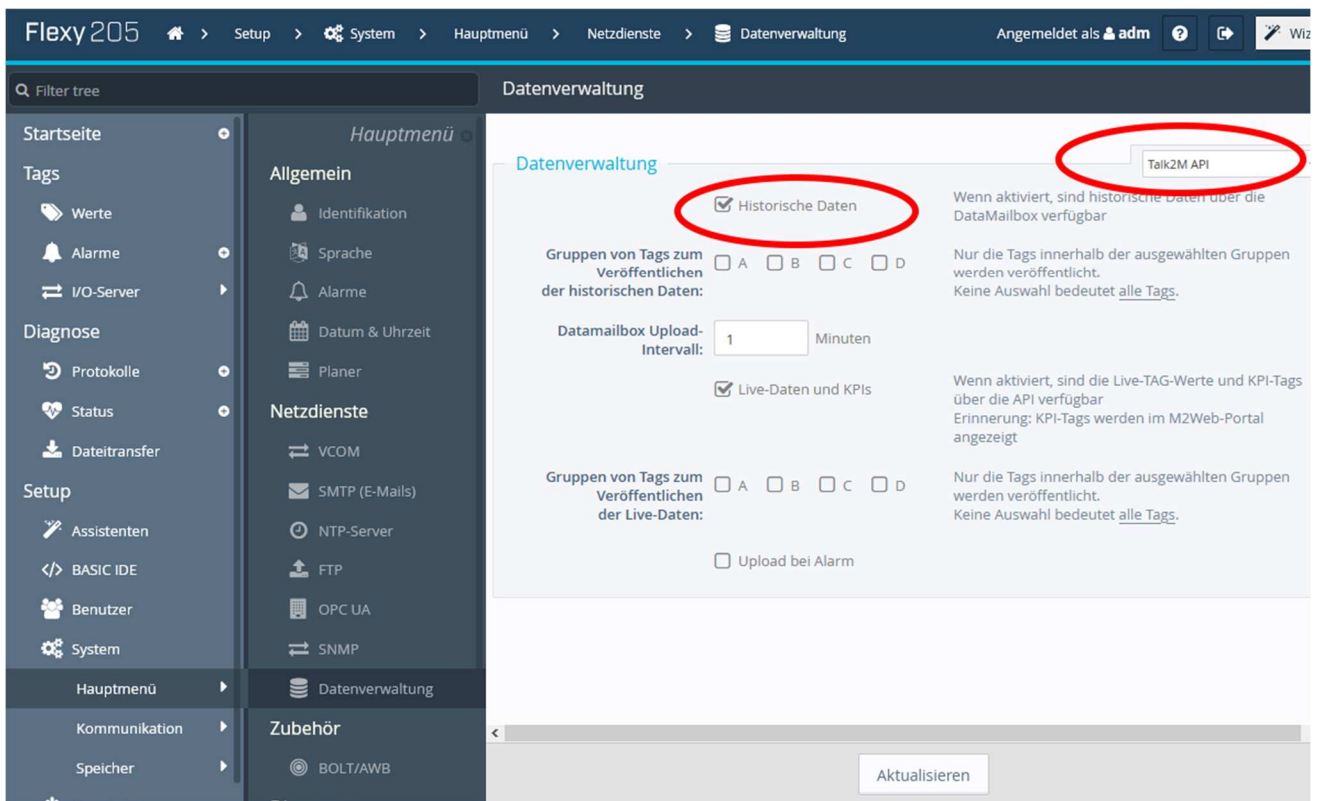 Flexy 205 > Setup > System > Hauptmenü > Netzdienste > Datenverwaltung Angemeldet als adm ? Wiz
Filter tree
Datenverwaltung
Startseite
Tags
Werte
Alarme
I/O-Server
Diagnose
Protokolle
Status
Dateitransfer
Setup
Assistenten
</> BASIC IDE
Benutzer
System
Hauptmenü
Kommunikation
Speicher
Hauptmenü
Allgemein
Identifikation
Sprache
Alarme
Datum & Uhrzeit
Planer
Netzdienste
VCOM
SMTP (E-Mails)
NTP-Server
FTP
OPC UA
SNMP
Datenverwaltung
Zubehör
BOLT/AWB
Datenverwaltung
Talk2M API
Historische Daten
Wenn aktiviert, sind historische Daten über die
DataMailbox verfügbar
Gruppen von Tags zum
Veröffentlichen
der historischen Daten:
A B C D
Nur die Tags innerhalb der ausgewählten Gruppen
werden veröffentlicht.
Keine Auswahl bedeutet alle Tags.
Datamailbox Upload-
Intervall:
1 Minuten
Live-Daten und KPIs
Wenn aktiviert, sind die Live-TAG-Werte und KPI-Tags
über die API verfügbar
Erinnerung: KPI-Tags werden im M2Web-Portal
angezeigt
Gruppen von Tags zum
Veröffentlichen
der Live-Daten:
A B C D
Nur die Tags innerhalb der ausgewählten Gruppen
werden veröffentlicht.
Keine Auswahl bedeutet alle Tags.
Upload bei Alarm
Aktualisieren